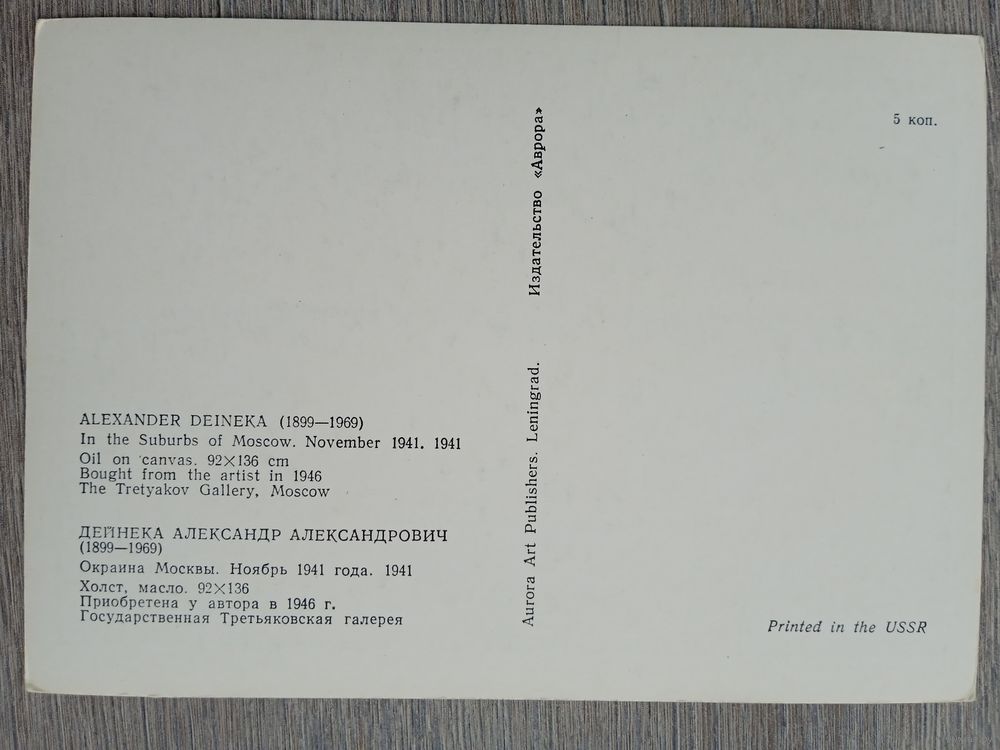 ALEXANDER DEINEKA (1899—1969)
In the Suburbs of Moscow. November 1941. 1941
Oil on canvas. 92×136 cm
Bought from the artist in 1946
The Tretyakov Gallery, Moscow
ДЕЙНЕКА АЛЕКСАНДР АЛЕКСАНДРОВИЧ
(1899—1969)
Окраина Москвы. Ноябрь 1941 года. 1941
Холст, масло. 92×136
Приобретена у автора в 1946 г.
Государственная Третьяковская галерея
Aurora Art Publishers. Leningrad. Издательство «Аврора»
5 коп.
Printed in the USSR